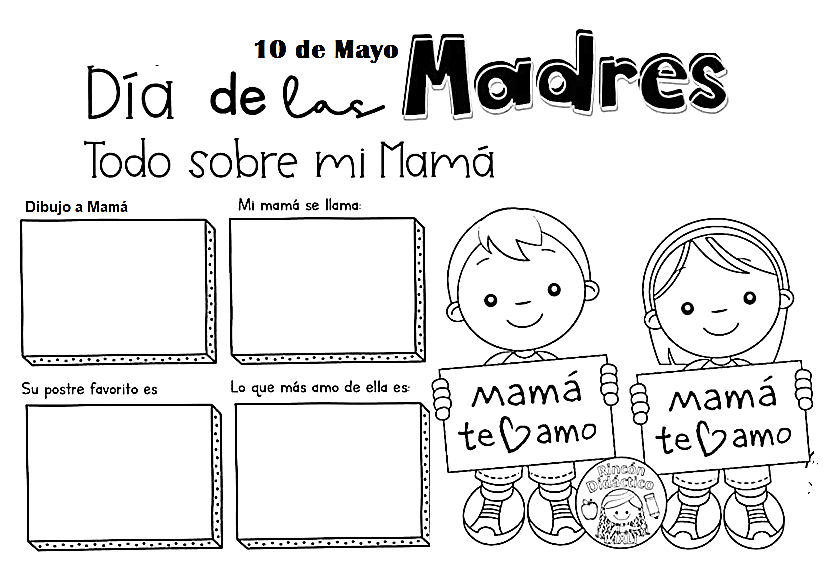 10 de Mayo
Día de las Madres
Todo sobre mi Mamá
Dibujo a Mamá
Mi mamá se llama:
Su postre favorito es
Lo que más amo de ella es:
Mamá
te amo
Mamá
te amo
Rincón
Didáctico